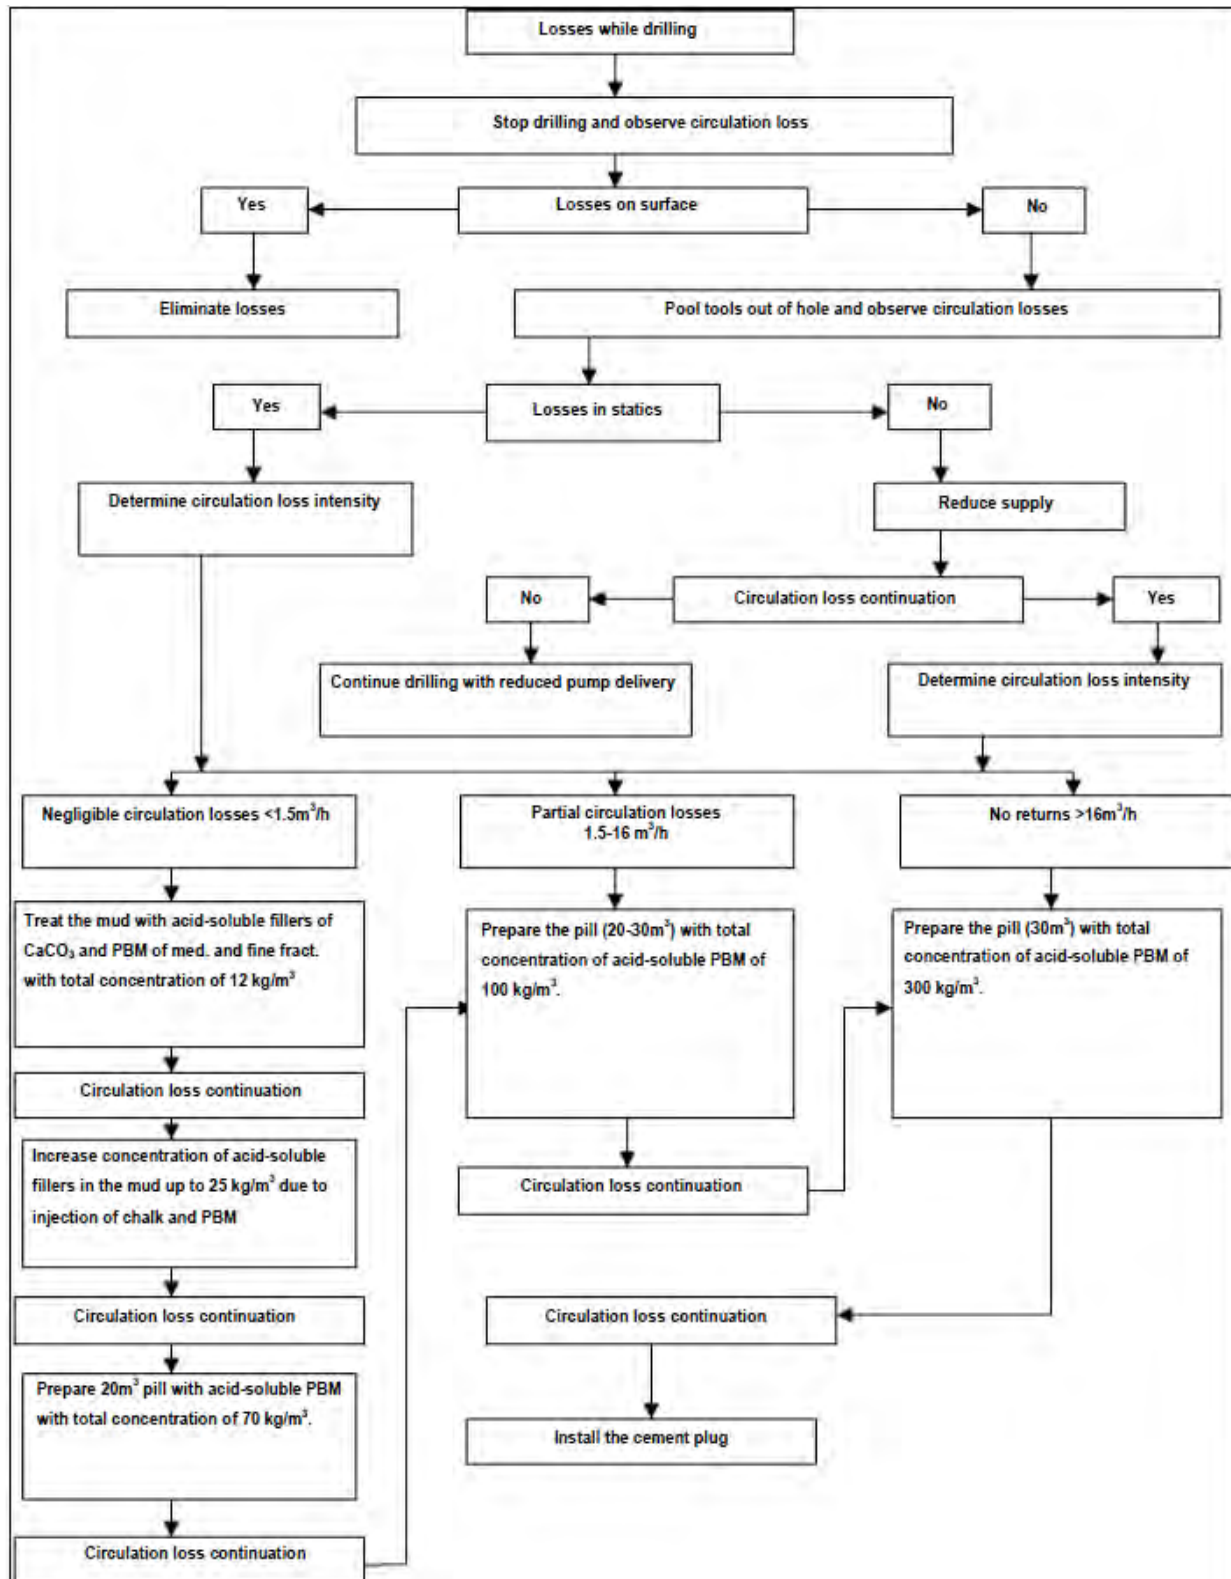 Losses while drilling
Stop drilling and observe circulation loss
Yes
Losses on surface
No
Eliminate losses
Pool tools out of hole and observe circulation losses
Yes
Losses in statics
No
Determine circulation loss intensity
Reduce supply
No
Circulation loss continuation
Yes
Continue drilling with reduced pump delivery
Determine circulation loss intensity
Negligible circulation losses <1.5m³/h
Partial circulation losses
1.5-16 m³/h
No returns >16m³/h
Treat the mud with acid-soluble fillers of
CaCO₃ and PBM of med. and fine fract.
with total concentration of 12 kg/m³
Prepare the pill (20-30m³) with total
concentration of acid-soluble PBM of
100 kg/m³.
Prepare the pill (30m³) with total
concentration of acid-soluble PBM of
300 kg/m³.
Circulation loss continuation
Increase concentration of acid-soluble
fillers in the mud up to 25 kg/m³ due to
injection of chalk and PBM
Circulation loss continuation
Circulation loss continuation
Circulation loss continuation
Prepare 20m³ pill with acid-soluble PBM
with total concentration of 70 kg/m³.
Install the cement plug
Circulation loss continuation